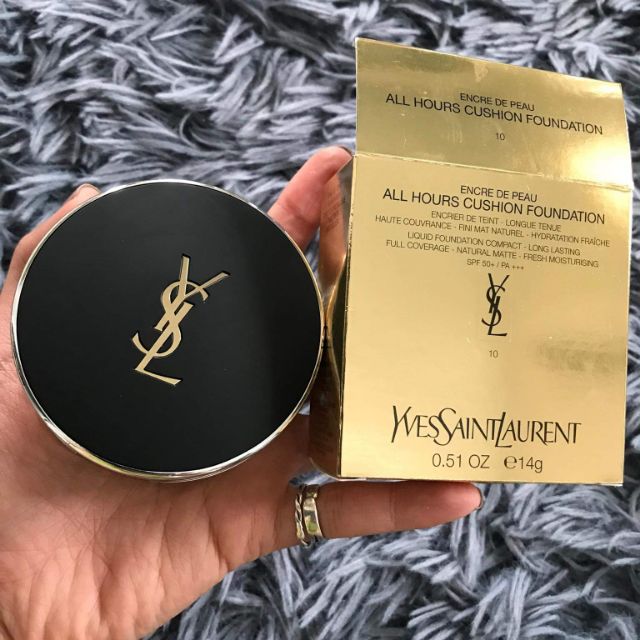 YSL
ENCRE DE PEAU
ALL HOURS CUSHION FOUNDATION
10
ENCRE DE PEAU
ALL HOURS CUSHION FOUNDATION
ENCRIER DE TEINT · LONGUE TENUE
HAUTE COUVRANCE · FINI MAT NATUREL · HYDRATATION FRAÎCHE
LIQUID FOUNDATION COMPACT · LONG LASTING
FULL COVERAGE · NATURAL MATTE · FRESH MOISTURISING
SPF 50+ / PA +++
YSL
10
YVESSAINTLAURENT
0.51 OZ e14g